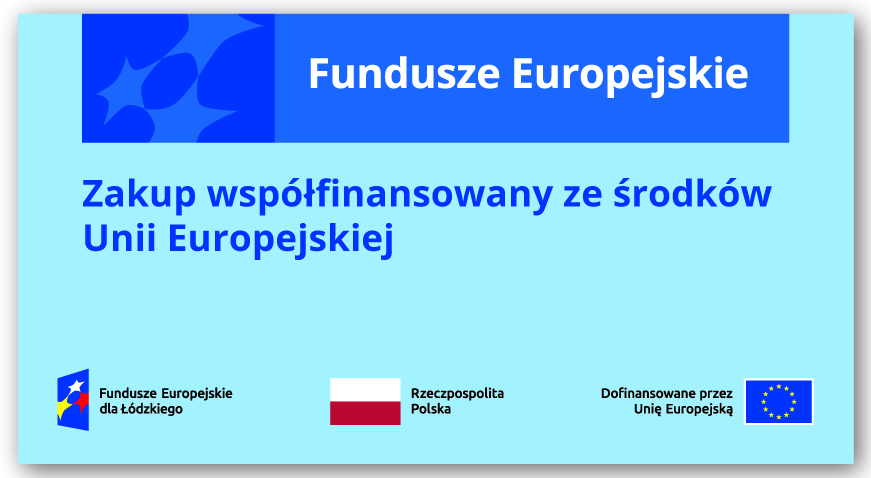 Fundusze Europejskie
Zakup współfinansowany ze środków
Unii Europejskiej
Fundusze Europejskie
dla Łódzkiego
Rzeczpospolita
Polska
Dofinansowane przez
Unię Europejską